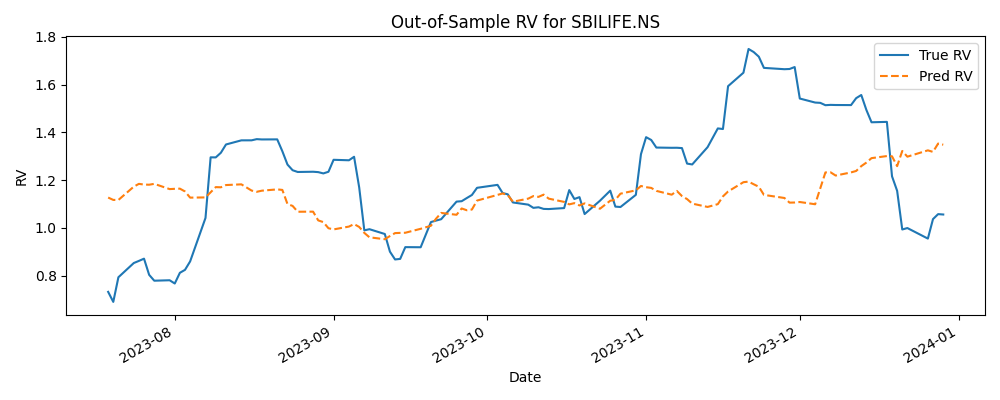 Out-of-Sample RV for SBILIFE.NS
True RV
Pred RV
RV
1.8
1.6
1.4
1.2
1.0
0.8
2023-08
2023-09
2023-10
2023-11
2023-12
2024-01
Date